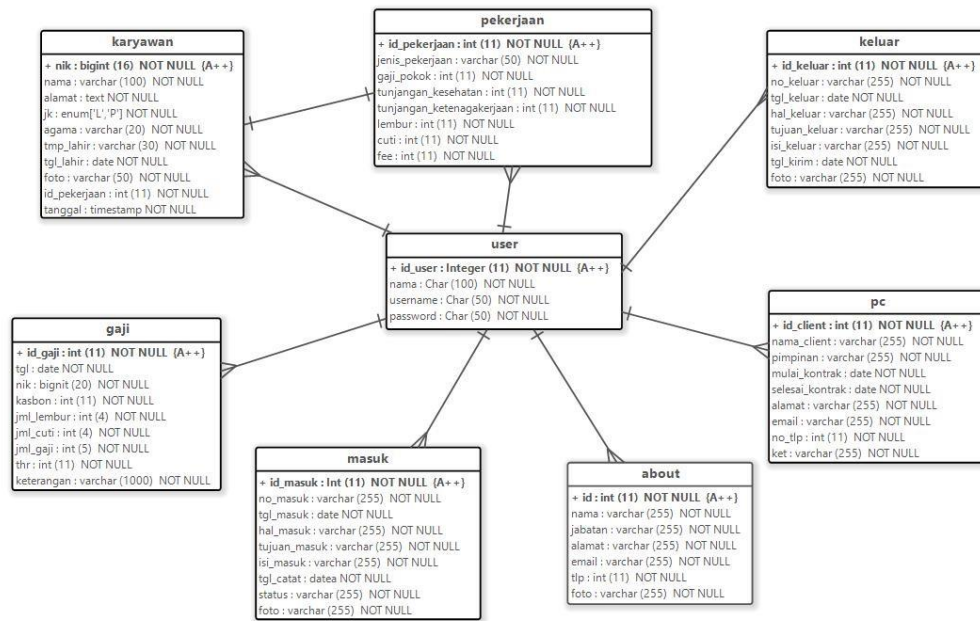 karyawan
+ nik : bigint (16) NOT NULL {A++}
nama : varchar (100) NOT NULL
alamat : text NOT NULL
jk : enum['L','P'] NOT NULL
agama : varchar (20) NOT NULL
tmp_lahir : varchar (30) NOT NULL
tgl_lahir : date NOT NULL
foto : varchar (50) NOT NULL
id_pekerjaan : int (11) NOT NULL
tanggal : timestamp NOT NULL
pekerjaan
+ id_pekerjaan : int (11) NOT NULL {A++}
jenis_pekerjaan : varchar (50) NOT NULL
gaji_pokok : int (11) NOT NULL
tunjangan_kesehatan : int (11) NOT NULL
tunjangan_ketenagakerjaan : int (11) NOT NULL
lembur : int (11) NOT NULL
cuti : int (11) NOT NULL
fee : int (11) NOT NULL
keluar
+ id_keluar : int (11) NOT NULL {A++}
no_keluar : varchar (255) NOT NULL
tgl_keluar : date NOT NULL
hal_keluar : varchar (255) NOT NULL
tujuan_keluar : varchar (255) NOT NULL
isi_keluar : varchar (255) NOT NULL
tgl_kirim : date NOT NULL
foto : varchar (255) NOT NULL
user
+ id_user : Integer (11) NOT NULL {A++}
nama : Char (100) NOT NULL
username : Char (50) NOT NULL
password : Char (50) NOT NULL
gaji
+ id_gaji : int (11) NOT NULL {A++}
tgl : date NOT NULL
nik : bignit (20) NOT NULL
kasbon : int (11) NOT NULL
jml_lembur : int (4) NOT NULL
jml_cuti : int (4) NOT NULL
jml_gaji : int (5) NOT NULL
thr : int (11) NOT NULL
keterangan : varchar (1000) NOT NULL
pc
+ id_client : int (11) NOT NULL {A++}
nama_client : varchar (255) NOT NULL
pimpinan : varchar (255) NOT NULL
mulai_kontrak : date NOT NULL
selesai_kontrak : date NOT NULL
alamat : varchar (255) NOT NULL
email : varchar (255) NOT NULL
no_tlp : int (11) NOT NULL
ket : varchar (255) NOT NULL
masuk
+ id_masuk : Int (11) NOT NULL {A++}
no_masuk : varchar (255) NOT NULL
tgl_masuk : date NOT NULL
hal_masuk : varchar (255) NOT NULL
tujuan_masuk : varchar (255) NOT NULL
isi_masuk : varchar (255) NOT NULL
tgl_catat : datea NOT NULL
status : varchar (255) NOT NULL
foto : varchar (255) NOT NULL
about
+ id : int (11) NOT NULL {A++}
nama : varchar (255) NOT NULL
jabatan : varchar (255) NOT NULL
alamat : varchar (255) NOT NULL
email : varchar (255) NOT NULL
tlp : int (11) NOT NULL
foto : varchar (255) NOT NULL